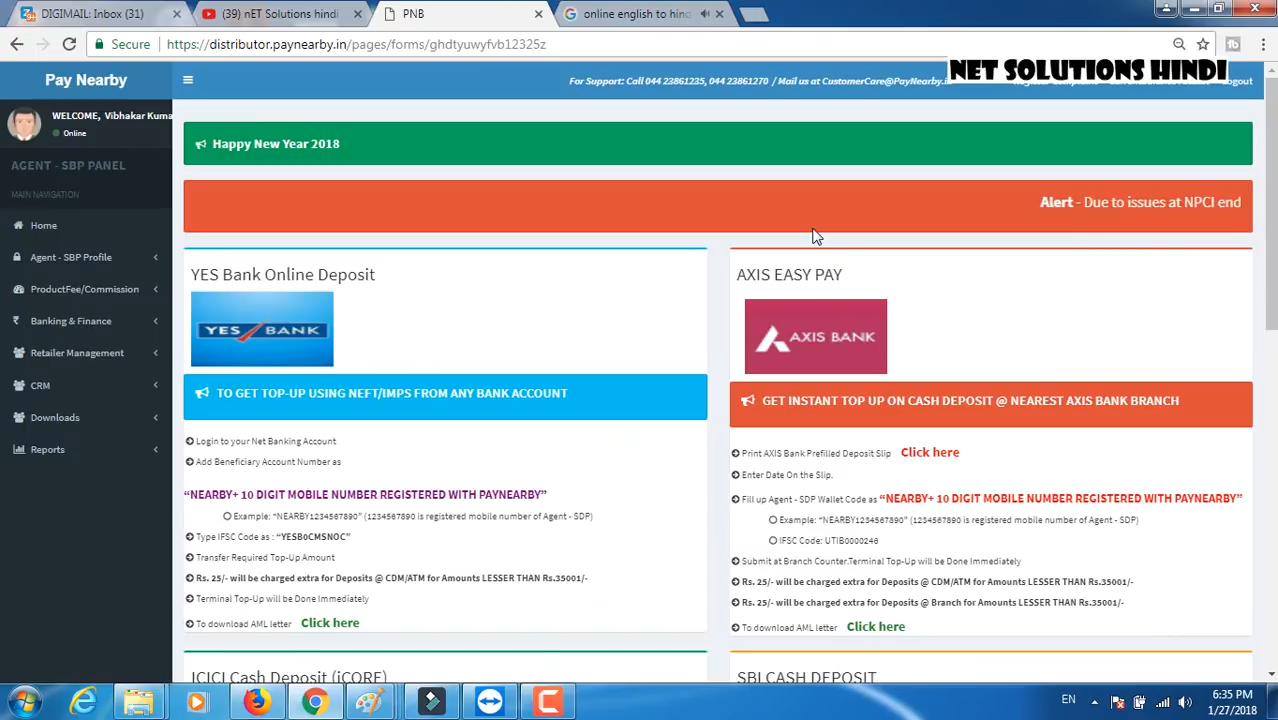 DIGIMAIL: Inbox (31)
(39) nET Solutions hindi
PNB
online english to hin
Secure
https://distributor.paynearby.in/pages/forms/ghdtyuwyfvb12325z
Pay Nearby
For Support: Call 044 23861235, 044 23861270 / Mail us at CustomerCare@PayNearby.in
NET SOLUTIONS HINDI
Logout
WELCOME, Vibhakar Kuma
Online
AGENT - SBP PANEL
MAIN NAVIGATION
Home
Agent - SBP Profile
ProductFee/Commission
Banking & Finance
Retailer Management
CRM
Downloads
Reports
Happy New Year 2018
Alert - Due to issues at NPCI end
YES Bank Online Deposit
YES BANK
TO GET TOP-UP USING NEFT/IMPS FROM ANY BANK ACCOUNT
Login to your Net Banking Account
Add Beneficiary Account Number as
“NEARBY+ 10 DIGIT MOBILE NUMBER REGISTERED WITH PAYNEARBY”
Example: “NEARBY1234567890” (1234567890 is registered mobile number of Agent - SDP)
Type IFSC Code as : “YESB0CMSNOC”
Transfer Required Top-Up Amount
Rs. 25/- will be charged extra for Deposits @ CDM/ATM for Amounts LESSER THAN Rs.35001/-
Terminal Top-Up will be Done Immediately
To download AML letter Click here
ICICI Cash Deposit (iCORE)
AXIS EASY PAY
AXIS BANK
GET INSTANT TOP UP ON CASH DEPOSIT @ NEAREST AXIS BANK BRANCH
Print AXIS Bank Prefilled Deposit Slip Click here
Enter Date On the Slip.
Fill up Agent - SDP Wallet Code as “NEARBY+ 10 DIGIT MOBILE NUMBER REGISTERED WITH PAYNEARBY”
Example: “NEARBY1234567890” (1234567890 is registered mobile number of Agent - SDP)
IFSC Code: UTIB0000246
Submit at Branch Counter.Terminal Top-Up will be Done Immediately
Rs. 25/- will be charged extra for Deposits @ CDM/ATM for Amounts LESSER THAN Rs.35001/-
Rs. 25/- will be charged extra for Deposits @ Branch for Amounts LESSER THAN Rs.35001/-
To download AML letter Click here
SBI CASH DEPOSIT
EN
6:35 PM
1/27/2018